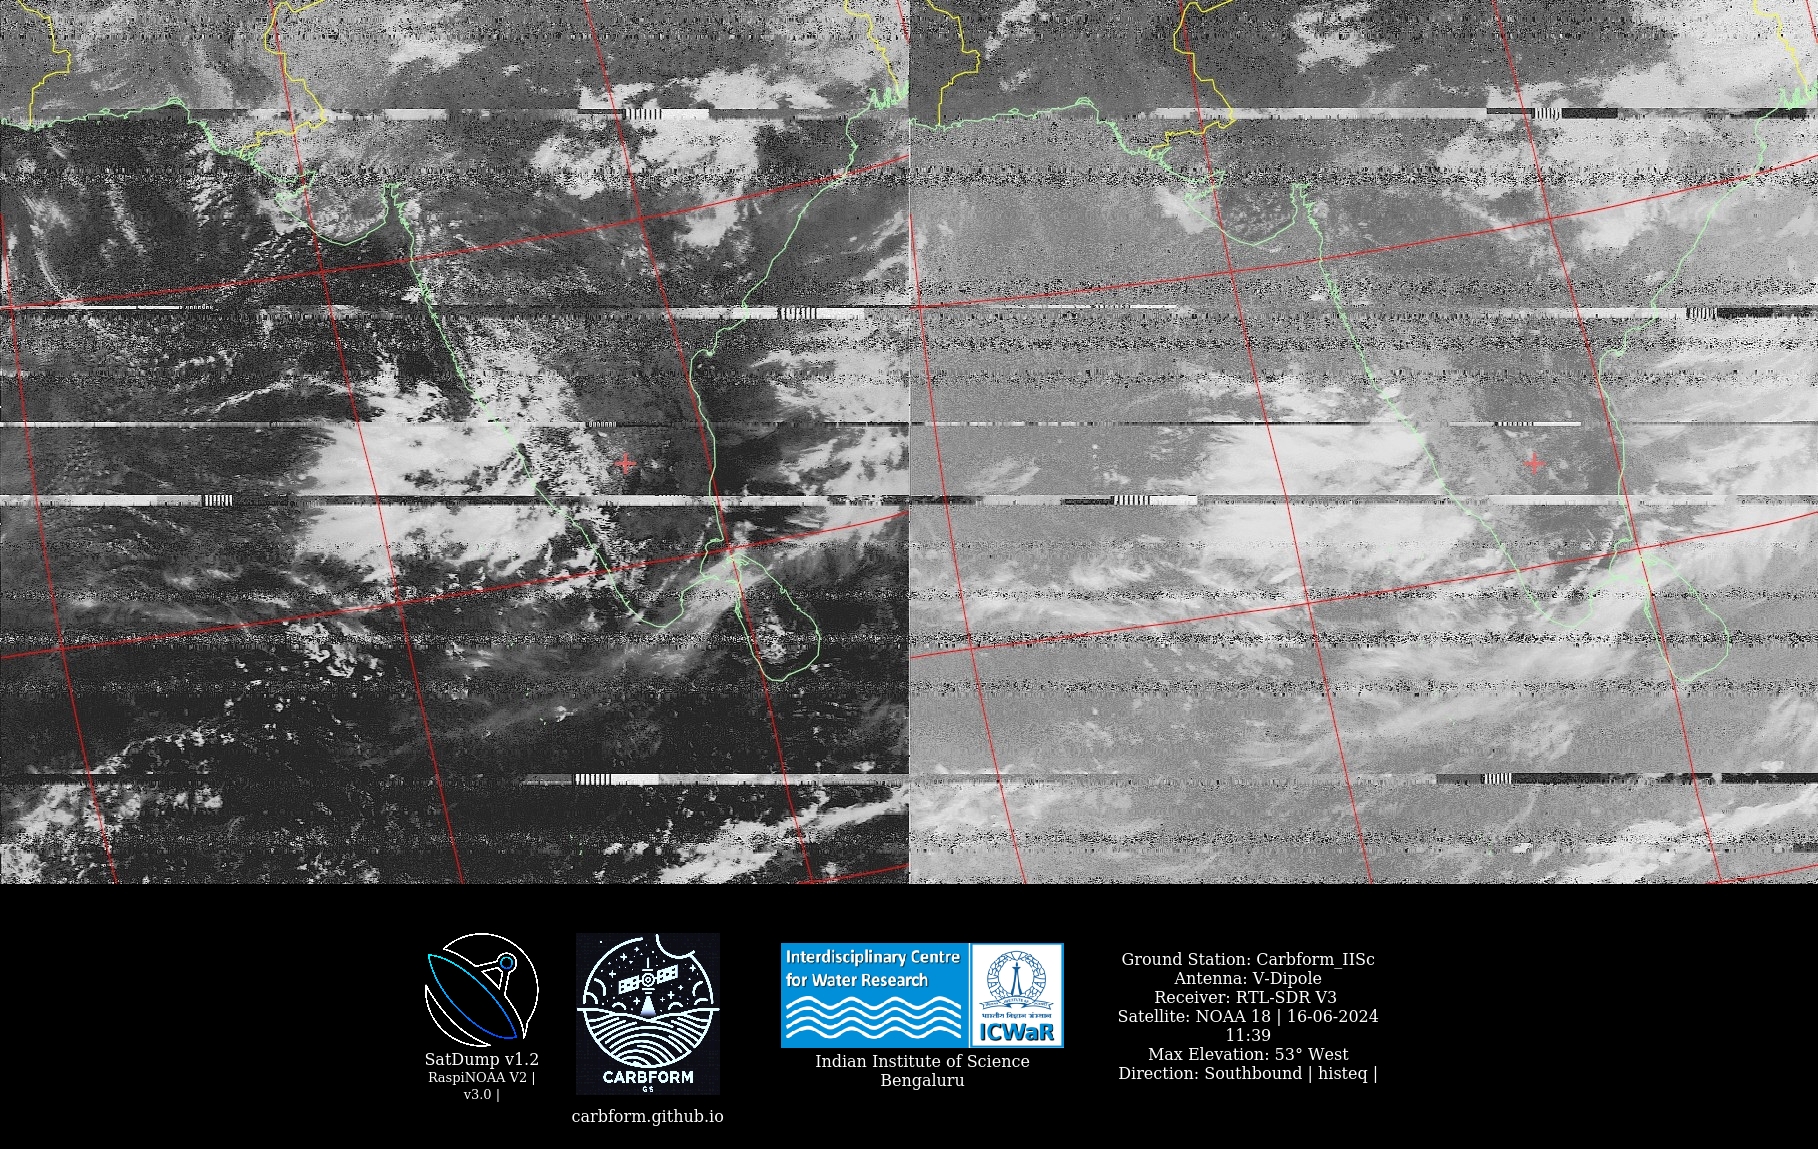 SatDump v1.2
RaspiNOAA V2 |
v3.0 |
CARBFORM
GS
carbform.github.io
Interdisciplinary Centre
for Water Research
भारतीय विज्ञान संस्थान
ICWaR
Indian Institute of Science
Bengaluru
Ground Station: Carbform_IISc
Antenna: V-Dipole
Receiver: RTL-SDR V3
Satellite: NOAA 18 | 16-06-2024
11:39
Max Elevation: 53° West
Direction: Southbound | histeq |